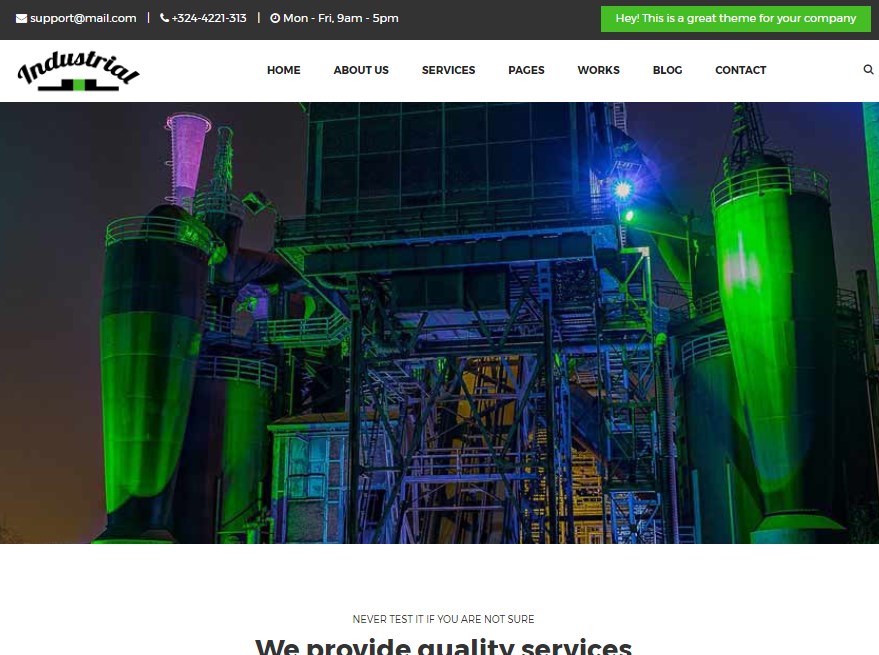 support@mail.com | +324-4221-313 | Mon - Fri, 9am - 5pm
Hey! This is a great theme for your company
Industrial
HOME ABOUT US SERVICES PAGES WORKS BLOG CONTACT
NEVER TEST IT IF YOU ARE NOT SURE
We provide quality services